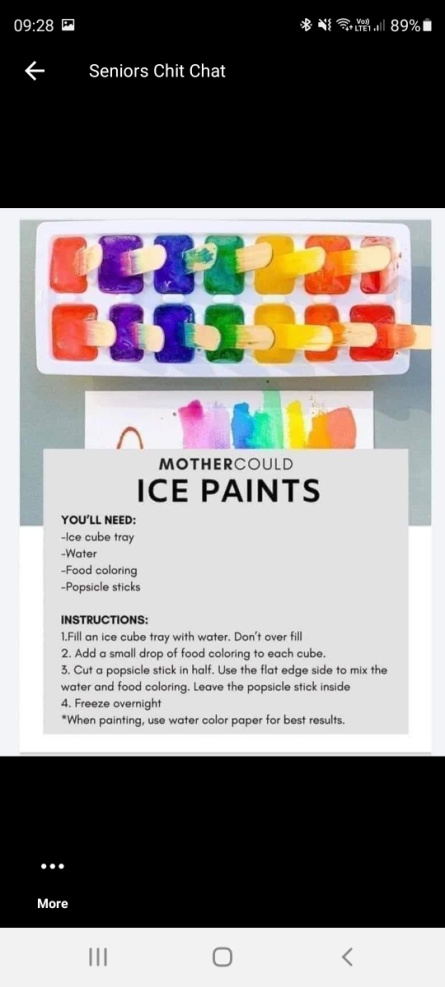 09:28 Vo) LTE1 89%
Seniors Chit Chat
MOTHERCOULD
ICE PAINTS
YOU'LL NEED:
-Ice cube tray
-Water
-Food coloring
-Popsicle sticks
INSTRUCTIONS:
1.Fill an ice cube tray with water. Don't over fill
2. Add a small drop of food coloring to each cube.
3. Cut a popsicle stick in half. Use the flat edge side to mix the
water and food coloring. Leave the popsicle stick inside
4. Freeze overnight
*When painting, use water color paper for best results.
More